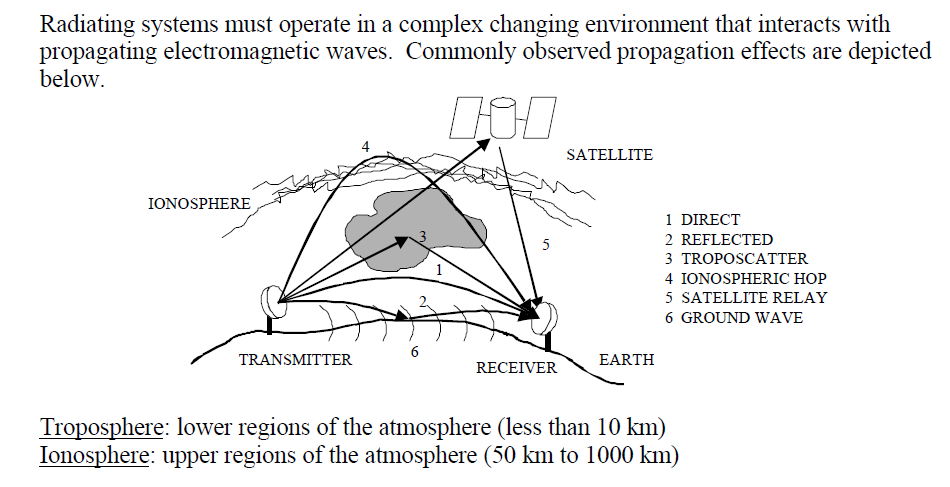 Radiating systems must operate in a complex changing environment that interacts with
propagating electromagnetic waves. Commonly observed propagation effects are depicted
below.
4
SATELLITE
IONOSPHERE
3
5
1
2
1 DIRECT
2 REFLECTED
3 TROPOSCATTER
4 IONOSPHERIC HOP
5 SATELLITE RELAY
6 GROUND WAVE
TRANSMITTER
6
RECEIVER
EARTH
Troposphere: lower regions of the atmosphere (less than 10 km)
Ionosphere: upper regions of the atmosphere (50 km to 1000 km)